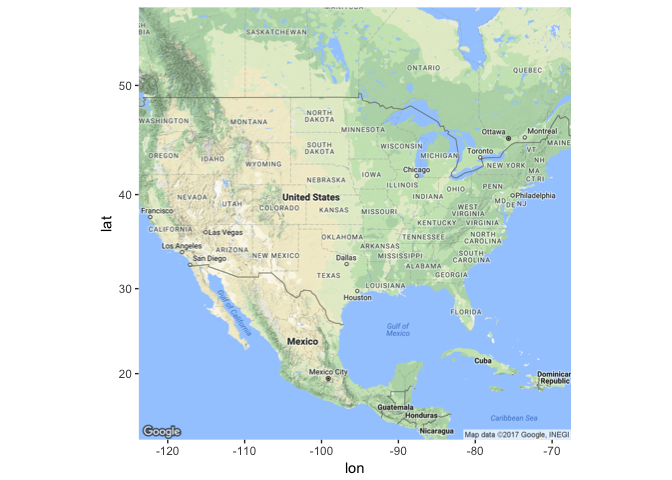 MANITOBA
SASKATCHEWAN
ONTARIO
QUEBEC
50
WASHINGTON
MONTANA
NORTH
DAKOTA
MINNESOTA
Ottawa
Montreal
MAINE
OREGON
IDAHO
SOUTH
DAKOTA
WISCONSIN
MICHIGAN
Toronto
VT
NH
NEW YORK
MA
CT RI
WYOMING
Chicago
IOWA
NEBRASKA
ILLINOIS
OHIO
PENN
40
NEVADA
UTAH
COLORADO
United States
KANSAS
MISSOURI
INDIANA
WEST
VIRGINIA
MD
DE
NJ
Philadelphia
Francisco
KENTUCKY
VIRGINIA
CALIFORNIA
Las Vegas
OKLAHOMA
TENNESSEE
NORTH
CAROLINA
Los Angeles
ARIZONA
NEW MEXICO
ARKANSAS
San Diego
Dallas
MISSISSIPPI
SOUTH
CAROLINA
ALABAMA
TEXAS
GEORGIA
30
LOUISIANA
Houston
Gulf of California
FLORIDA
Gulf of
Mexico
Mexico
Cuba
20
Mexico City
Dominican
Republic
Guatemala
Honduras
Caribbean Sea
Nicaragua
Google
Map data ©2017 Google, INEGI
-120
-110
-100
-90
-80
-70
lon
lat